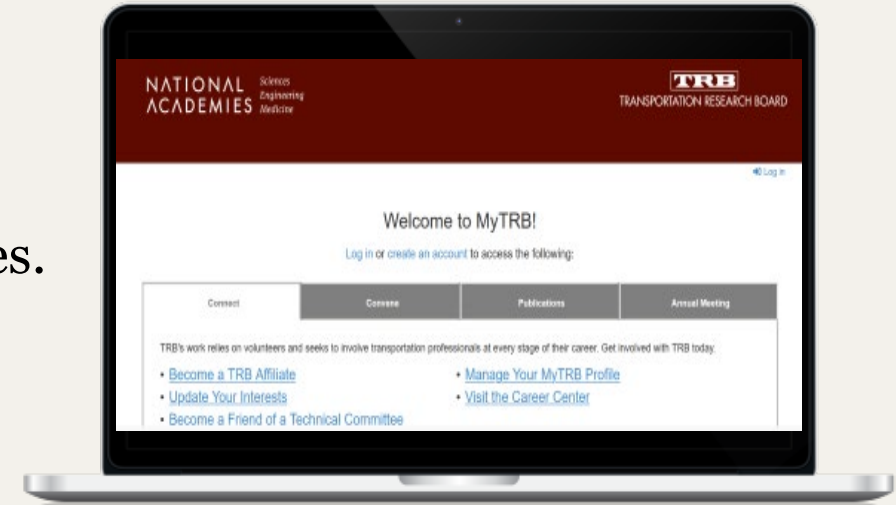 es.
NATIONAL Sciences
ACADEMIES Engineering
Medicine
TRB
TRANSPORTATION RESEARCH BOARD
Log in
Welcome to MyTRB!
Log in or create an account to access the following:
Connect Convene Publications Annual Meeting
TRB's work relies on volunteers and seeks to involve transportation professionals at every stage of their career. Get involved with TRB today.
• Become a TRB Affiliate
• Update Your Interests
• Become a Friend of a Technical Committee
• Manage Your MyTRB Profile
• Visit the Career Center